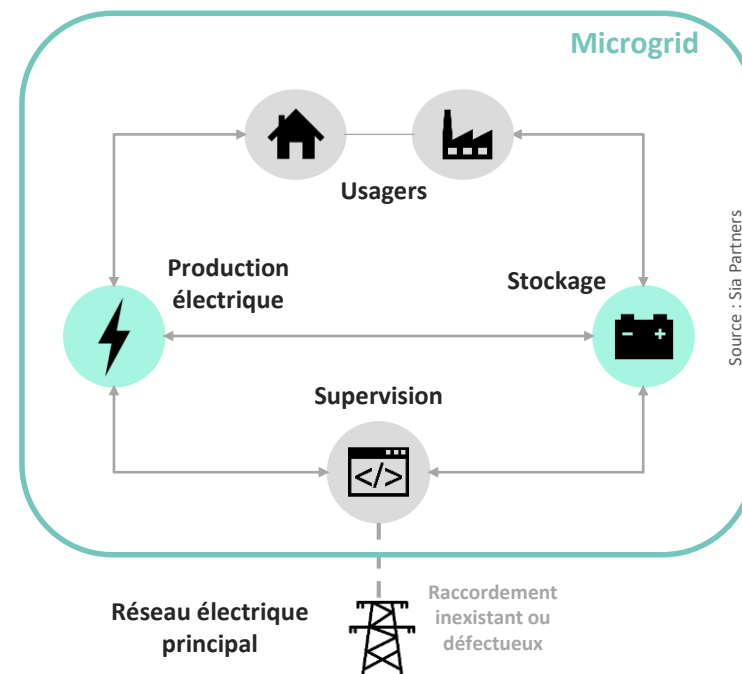 Microgrid
Usagers
Production
électrique
Stockage
Source : Sia Partners
Supervision
</>
Réseau électrique
principal
Raccordement
inexistant ou
défectueux